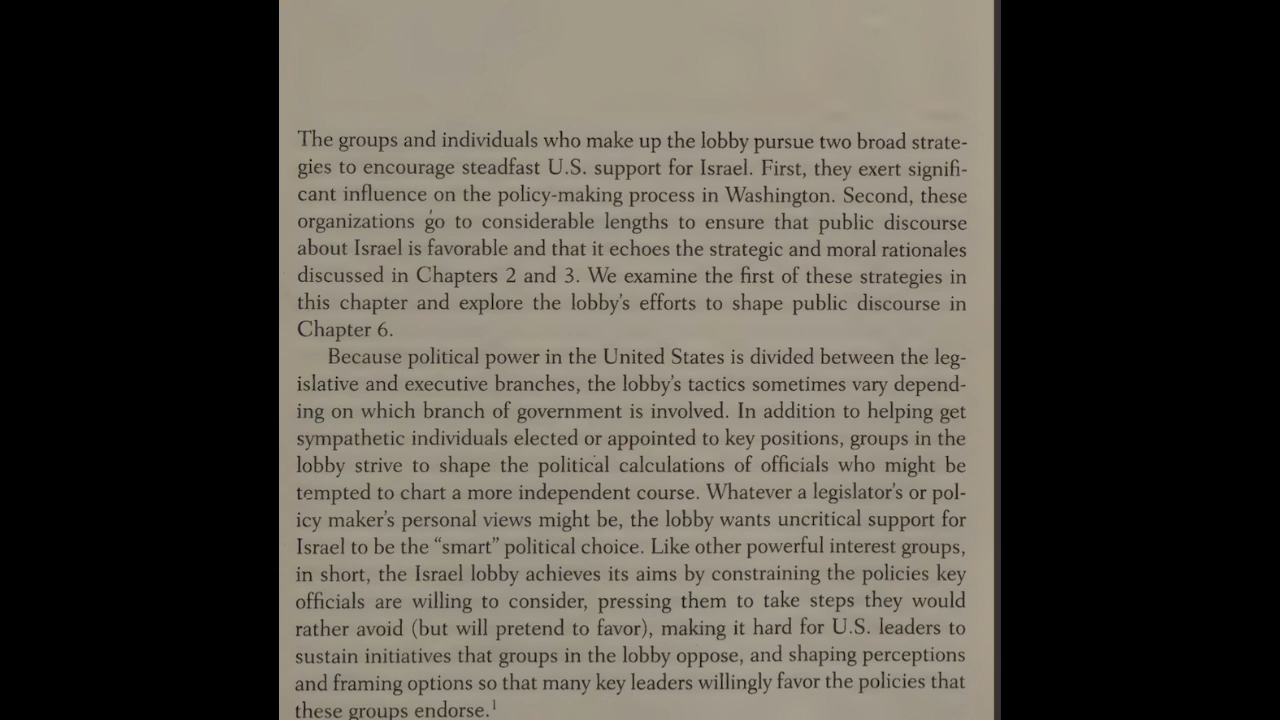 The groups and individuals who make up the lobby pursue two broad strate-
gies to encourage steadfast U.S. support for Israel. First, they exert signifi-
cant influence on the policy-making process in Washington. Second, these
organizations go to considerable lengths to ensure that public discourse
about Israel is favorable and that it echoes the strategic and moral rationales
discussed in Chapters 2 and 3. We examine the first of these strategies in
this chapter and explore the lobby's efforts to shape public discourse in
Chapter 6.
Because political power in the United States is divided between the leg-
islative and executive branches, the lobby's tactics sometimes vary depend-
ing on which branch of government is involved. In addition to helping get
sympathetic individuals elected or appointed to key positions, groups in the
lobby strive to shape the political calculations of officials who might be
tempted to chart a more independent course. Whatever a legislator's or pol-
icy maker's personal views might be, the lobby wants uncritical support for
Israel to be the “smart” political choice. Like other powerful interest groups,
in short, the Israel lobby achieves its aims by constraining the policies key
officials are willing to consider, pressing them to take steps they would
rather avoid (but will pretend to favor), making it hard for U.S. leaders to
sustain initiatives that groups in the lobby oppose, and shaping perceptions
and framing options so that many key leaders willingly favor the policies that
these groups endorse.¹